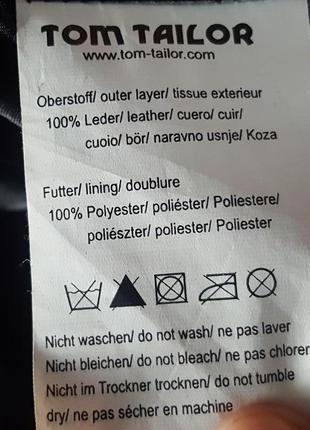 TOM TAILOR
www.tom-tailor.com
Oberstoff/ outer layer/ tissue exterieur
100% Leder/ leather/ cuero/ cuir/
cuoio/ bör/ naravno usnje/ Koza
Futter/ lining/ doublure
100% Polyester/ poliéster/ Poliestere/
poliészter/ poliester/ Poliester
Nicht waschen/ do not wash/ ne pas laver
Nicht bleichen/ do not bleach/ ne pas chlorer
Nicht im Trockner trocknen/ do not tumble
dry/ ne pas sécher en machine